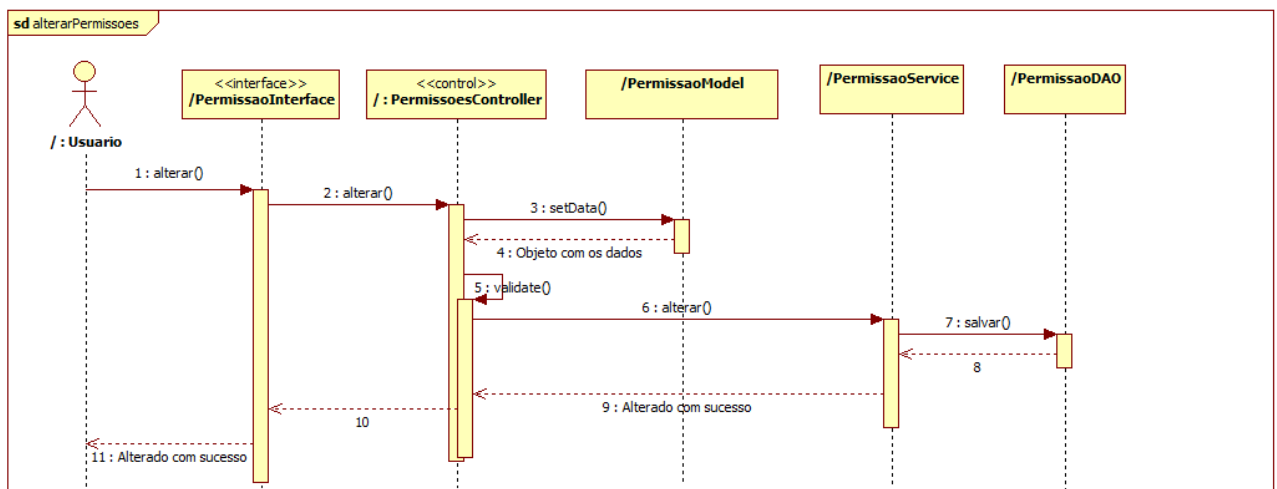 sd alterarPermissoes
/ : Usuario
<<interface>>
/PermissaoInterface
<<control>>
/ : PermissoesController
/PermissaoModel
/PermissaoService
/PermissaoDAO
1 : alterar()
2 : alterar()
3 : setData()
4 : Objeto com os dados
5 : validate()
6 : alterar()
7 : salvar()
8
9 : Alterado com sucesso
10
11 : Alterado com sucesso